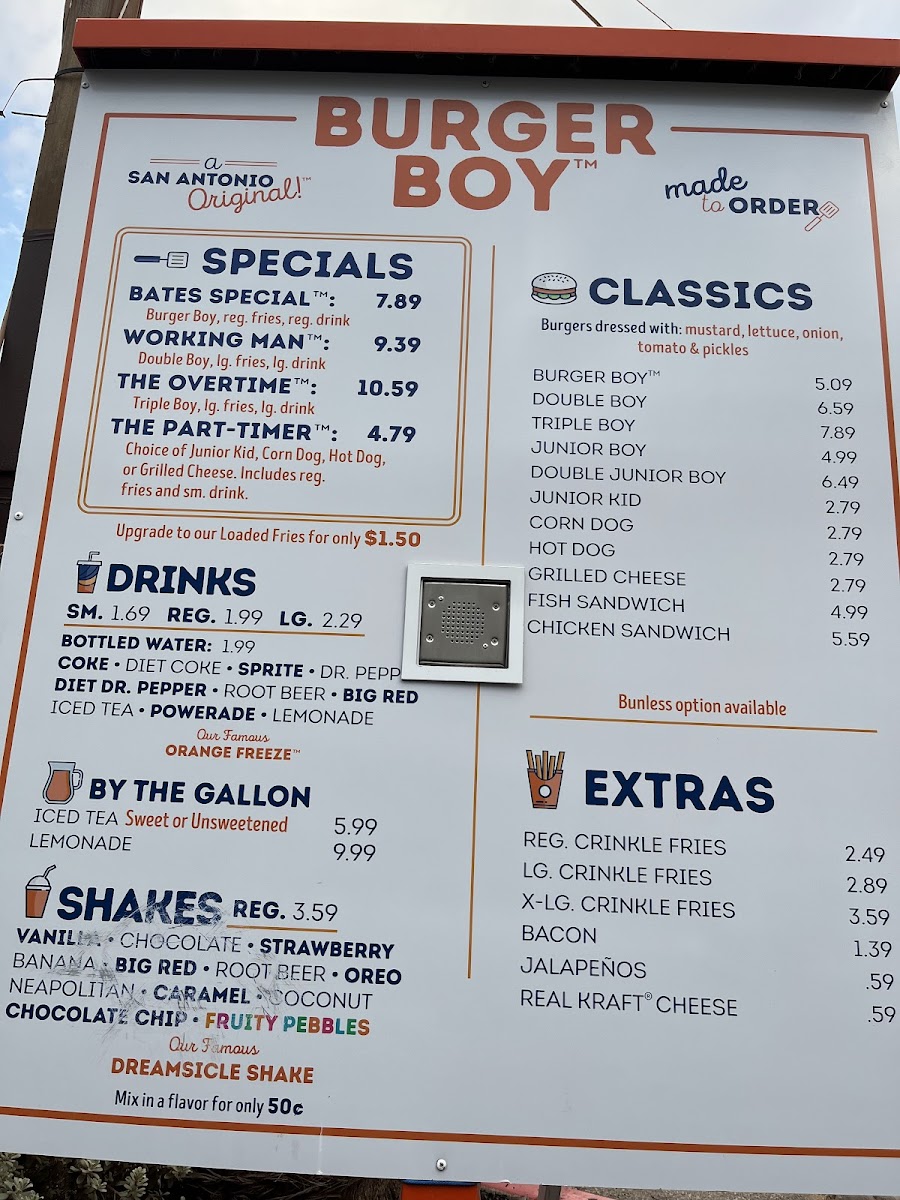 BURGER
BOY™
a
SAN ANTONIO
Original!™
made
to ORDER
SPECIALS
BATES SPECIAL™: 7.89
Burger Boy, reg. fries, reg. drink
WORKING MAN™: 9.39
Double Boy, lg. fries, lg. drink
THE OVERTIME™: 10.59
Triple Boy, lg. fries, lg. drink
THE PART-TIMER™: 4.79
Choice of Junior Kid, Corn Dog, Hot Dog,
or Grilled Cheese. Includes reg.
fries and sm. drink.
Upgrade to our Loaded Fries for only $1.50
DRINKS
SM. 1.69 REG. 1.99 LG. 2.29
BOTTLED WATER: 1.99
COKE • DIET COKE • SPRITE • DR. PEPP
DIET DR. PEPPER • ROOT BEER • BIG RED
ICED TEA • POWERADE • LEMONADE
Our Famous
ORANGE FREEZE™
BY THE GALLON
ICED TEA Sweet or Unsweetened 5.99
LEMONADE 9.99
SHAKES REG. 3.59
VANILLA • CHOCOLATE • STRAWBERRY
BANANA • BIG RED • ROOT BEER • OREO
NEAPOLITAN • CARAMEL • COCONUT
CHOCOLATE CHIP • FRUITY PEBBLES
Our Famous
DREAMSICLE SHAKE
Mix in a flavor for only 50¢
CLASSICS
Burgers dressed with: mustard, lettuce, onion,
tomato & pickles
BURGER BOY™ 5.09
DOUBLE BOY 6.59
TRIPLE BOY 7.89
JUNIOR BOY 4.99
DOUBLE JUNIOR BOY 6.49
JUNIOR KID 2.79
CORN DOG 2.79
HOT DOG 2.79
GRILLED CHEESE 2.79
FISH SANDWICH 4.99
CHICKEN SANDWICH 5.59
Bunless option available
EXTRAS
REG. CRINKLE FRIES 2.49
LG. CRINKLE FRIES 2.89
X-LG. CRINKLE FRIES 3.59
BACON 1.39
JALAPEÑOS .59
REAL KRAFT® CHEESE .59